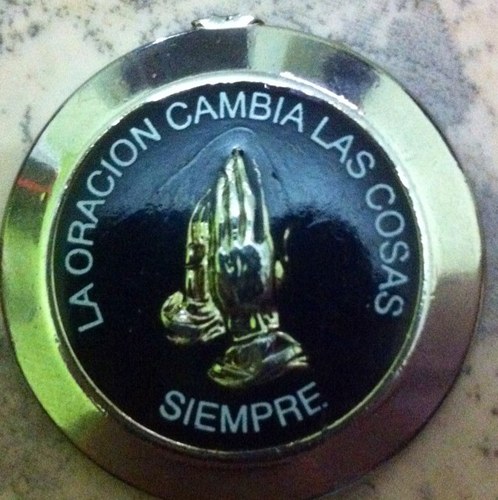 LA ORACION CAMBIA LAS COSAS
SIEMPRE.